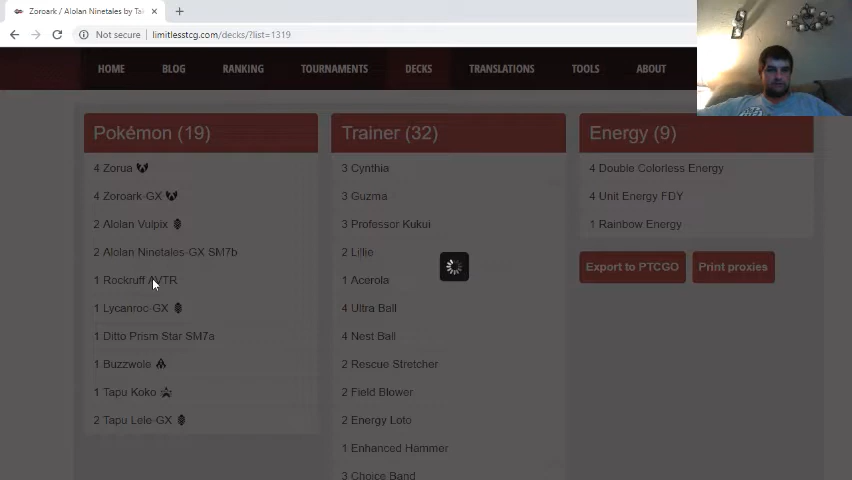 Zoroark / Alolan Ninetales by Tai
Not secure | limitlesstcg.com/decks/?list=1319
HOME BLOG RANKING TOURNAMENTS DECKS TRANSLATIONS TOOLS ABOUT
Pokémon (19)
4 Zorua
4 Zoroark-GX
2 Alolan Vulpix
2 Alolan Ninetales-GX SM7b
1 Rockruff
1 Lycanroc-GX
1 Ditto Prism Star SM7a
1 Buzzwole
1 Tapu Koko
2 Tapu Lele-GX
Trainer (32)
3 Cynthia
3 Guzma
3 Professor Kukui
2 Lillie
1 Acerola
4 Ultra Ball
4 Nest Ball
2 Rescue Stretcher
2 Field Blower
2 Energy Loto
1 Enhanced Hammer
3 Choice Band
Energy (9)
4 Double Colorless Energy
4 Unit Energy FDY
1 Rainbow Energy
Export to PTCGO
Print proxies